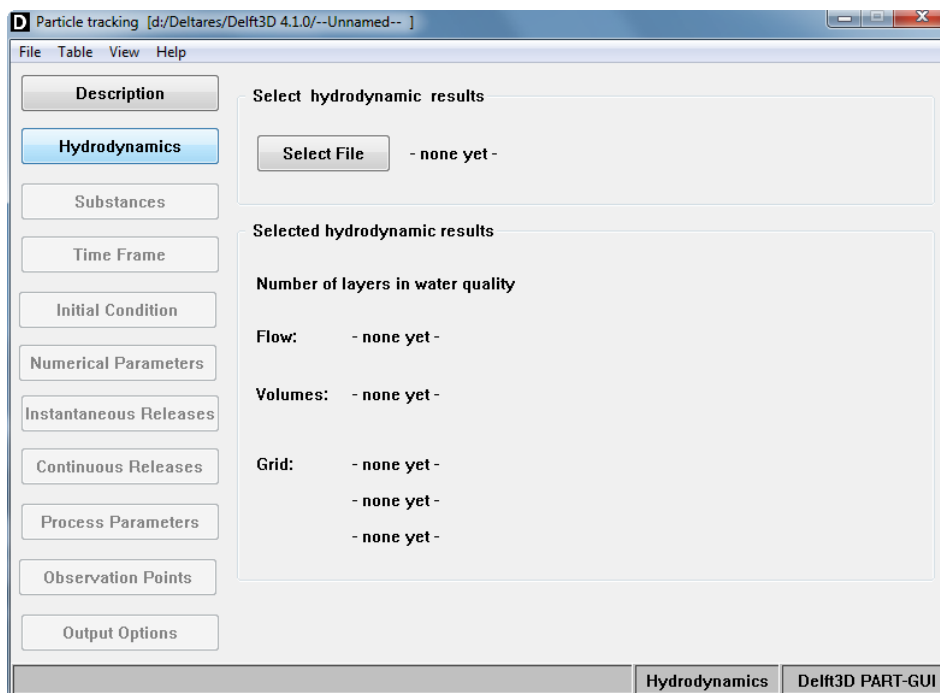 D Particle tracking [d:/Deltares/Delft3D 4.1.0/--Unnamed-- ]
File Table View Help
Description
Hydrodynamics
Substances
Time Frame
Initial Condition
Numerical Parameters
Instantaneous Releases
Continuous Releases
Process Parameters
Observation Points
Output Options
Select hydrodynamic results
Select File - none yet -
Selected hydrodynamic results
Number of layers in water quality
Flow: - none yet -
Volumes: - none yet -
Grid: - none yet -
- none yet -
- none yet -
Hydrodynamics Delft3D PART-GUI